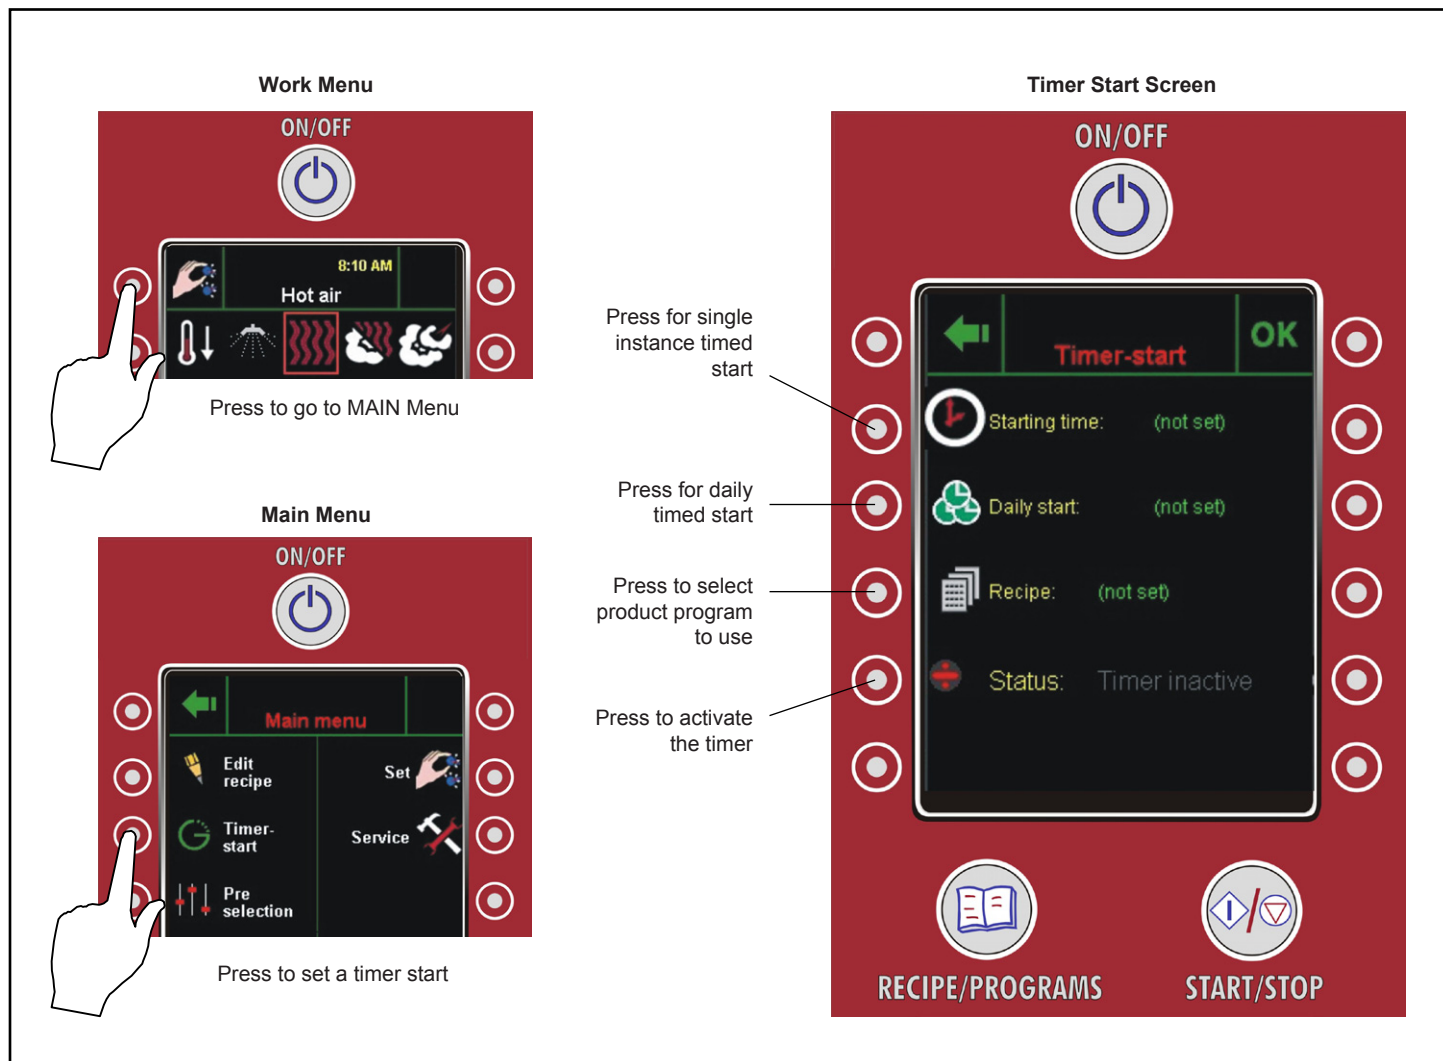 Work Menu
ON/OFF
8:10 AM
Hot air
Press to go to MAIN Menu
Main Menu
ON/OFF
Main menu
Edit
recipe
Set
Timer-
start
Service
Pre
selection
Press to set a timer start
Timer Start Screen
ON/OFF
OK
Timer-start
Press for single
instance timed
start
Starting time: (not set)
Press for daily
timed start
Daily start: (not set)
Press to select
product program
to use
Recipe: (not set)
Press to activate
the timer
Status: Timer inactive
RECIPE/PROGRAMS
START/STOP